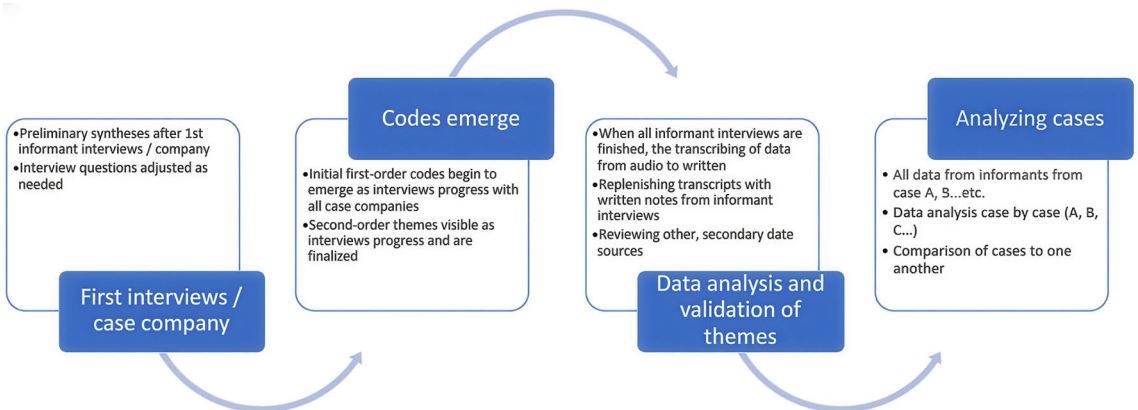 •Preliminary syntheses after 1st
informant interviews / company
•Interview questions adjusted as
needed
First interviews /
case company
Codes emerge
•Initial first-order codes begin to
emerge as interviews progress with
all case companies
•Second-order themes visible as
interviews progress and are
finalized
•When all informant interviews are
finished, the transcribing of data
from audio to written
•Replenishing transcripts with
written notes from informant
interviews
•Reviewing other, secondary date
sources
Data analysis and
validation of
themes
Analyzing cases
• All data from informants from
case A, B...etc.
• Data analysis case by case (A, B,
C...)
• Comparison of cases to one
another